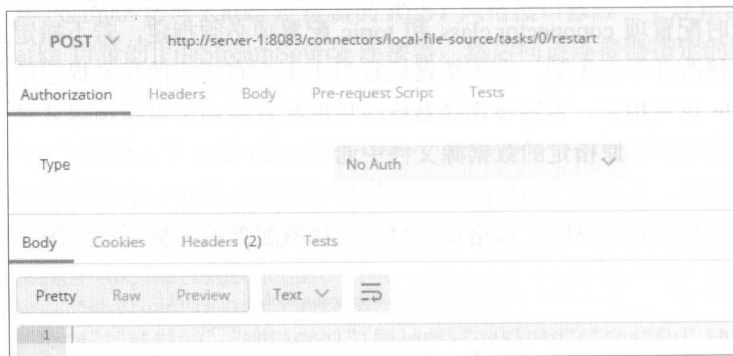 POST
http://server-1:8083/connectors/local-file-source/tasks/0/restart
Authorization Headers Body Pre-request Script Tests
Type No Auth
Body Cookies Headers (2) Tests
Pretty Raw Preview Text
1